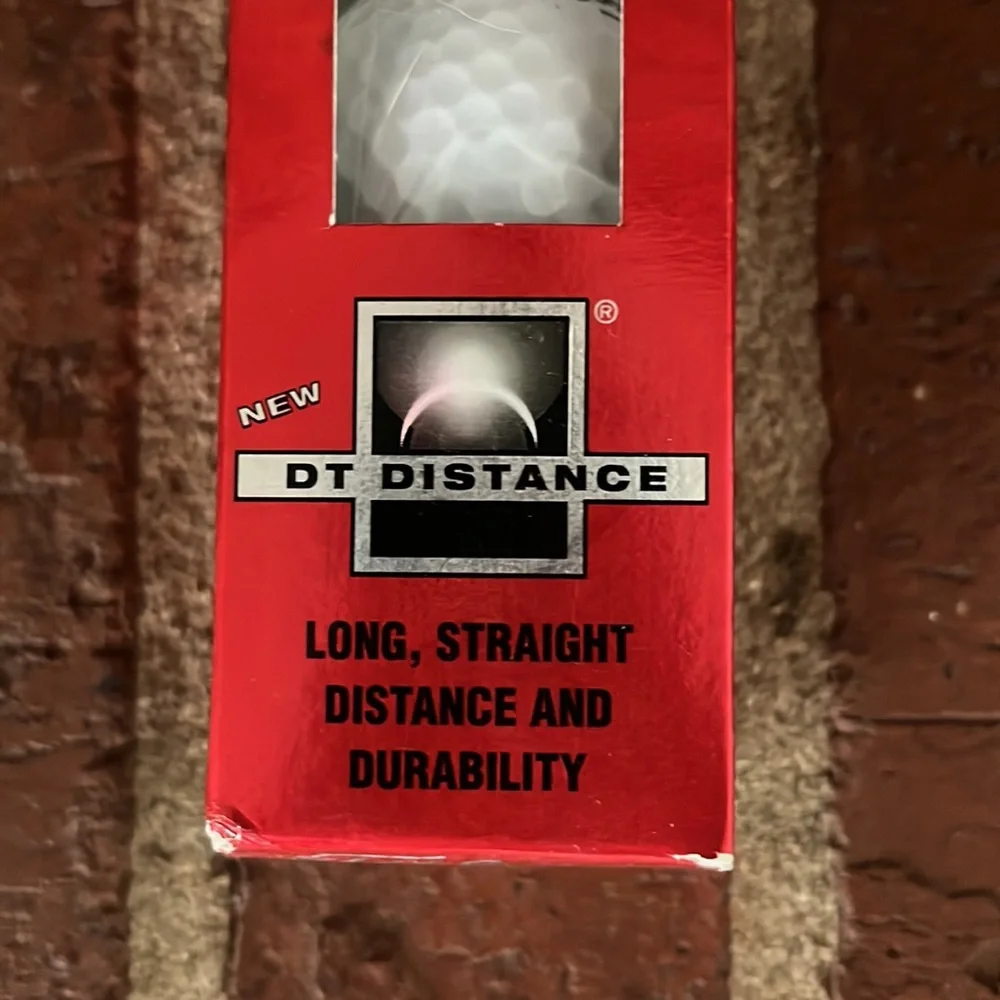 ®
NEW
DT DISTANCE
LONG, STRAIGHT
DISTANCE AND
DURABILITY